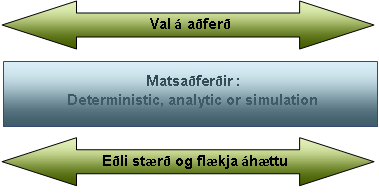 Val á aðferð
Matsaðferðir :
Deterministic, analytic or simulation
Eðli stærð og flækja áhættu